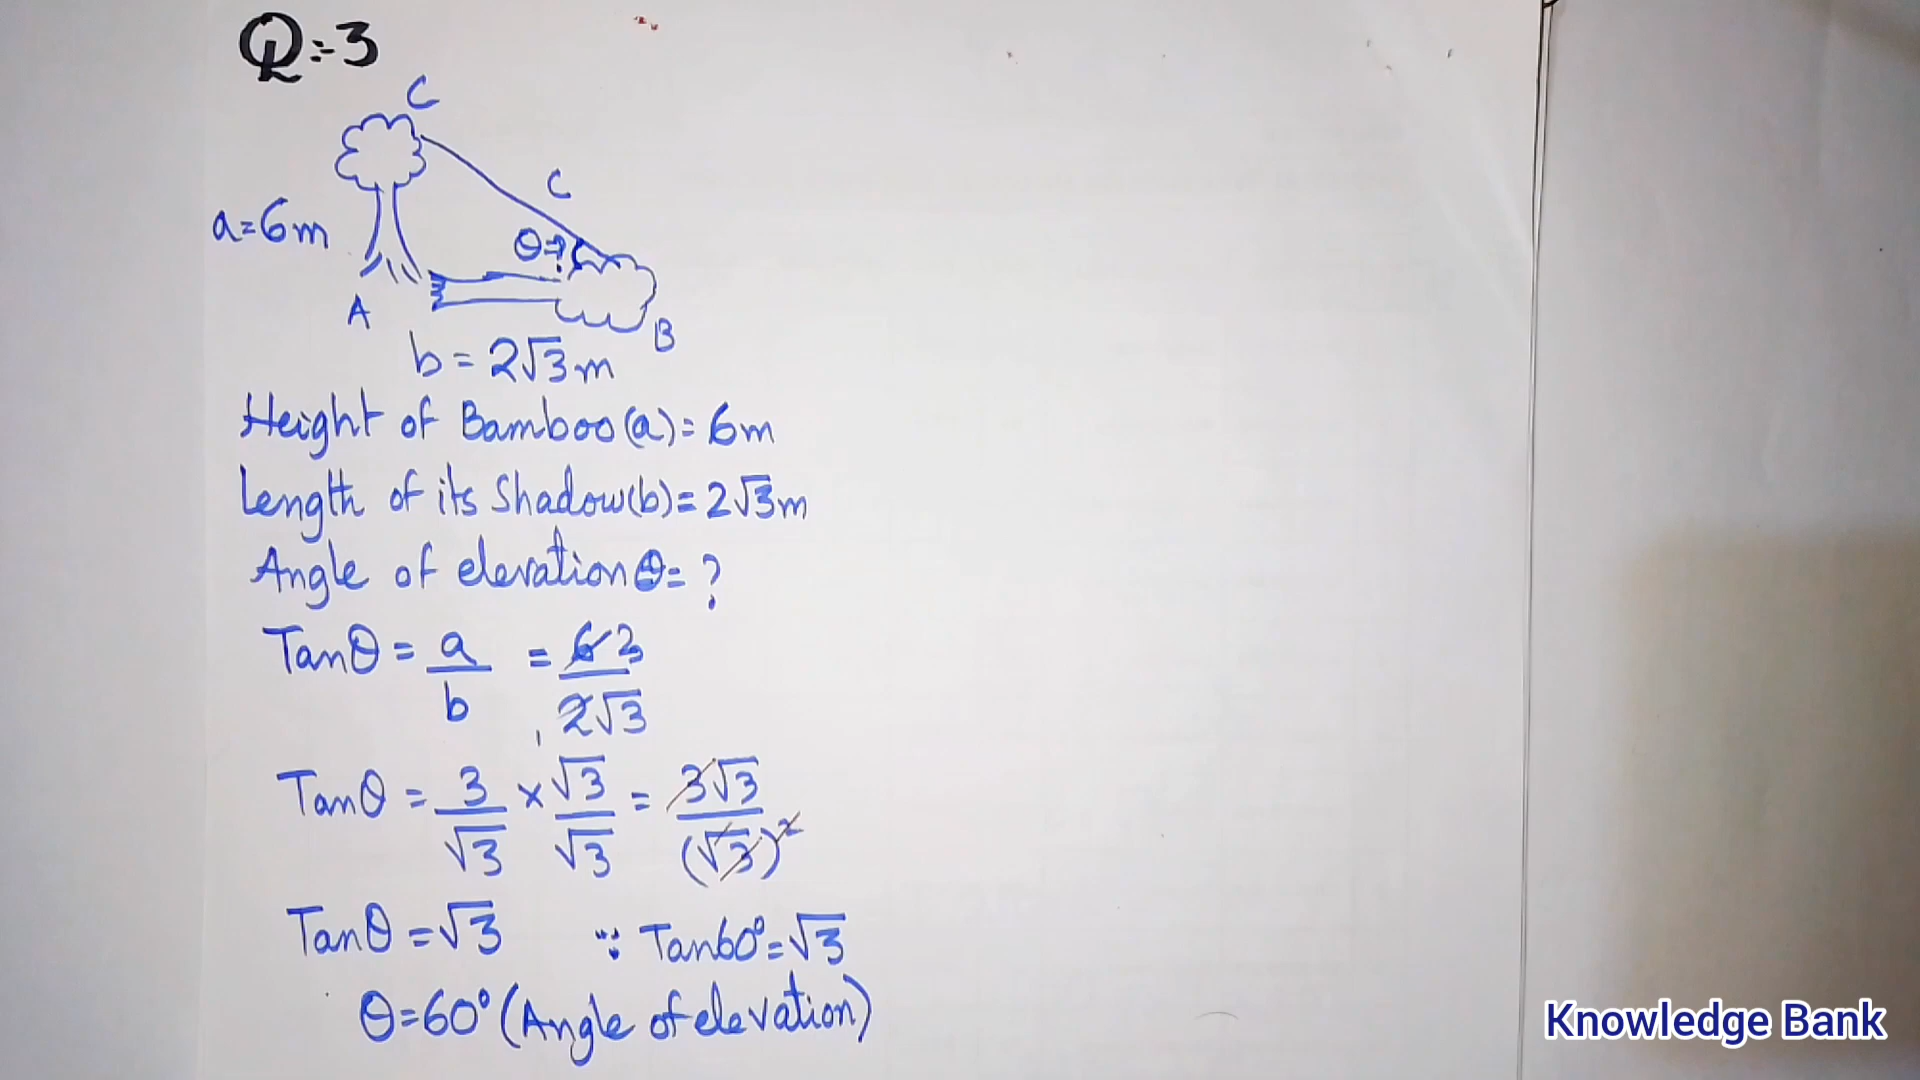 Q:-3
C
C
a=6m
θ=?
A
B
b = 2√3m
Height of Bamboo(a)= 6m
Length of its Shadow(b)= 2√3m
Angle of elevation θ= ?
Tanθ = a/b = 6 3/2√3
1
Tanθ = 3/√3 × √3/√3 = 3√3/(√3)²
Tanθ = √3 ∵ Tan60°=√3
θ=60° (Angle of elevation)
Knowledge Bank